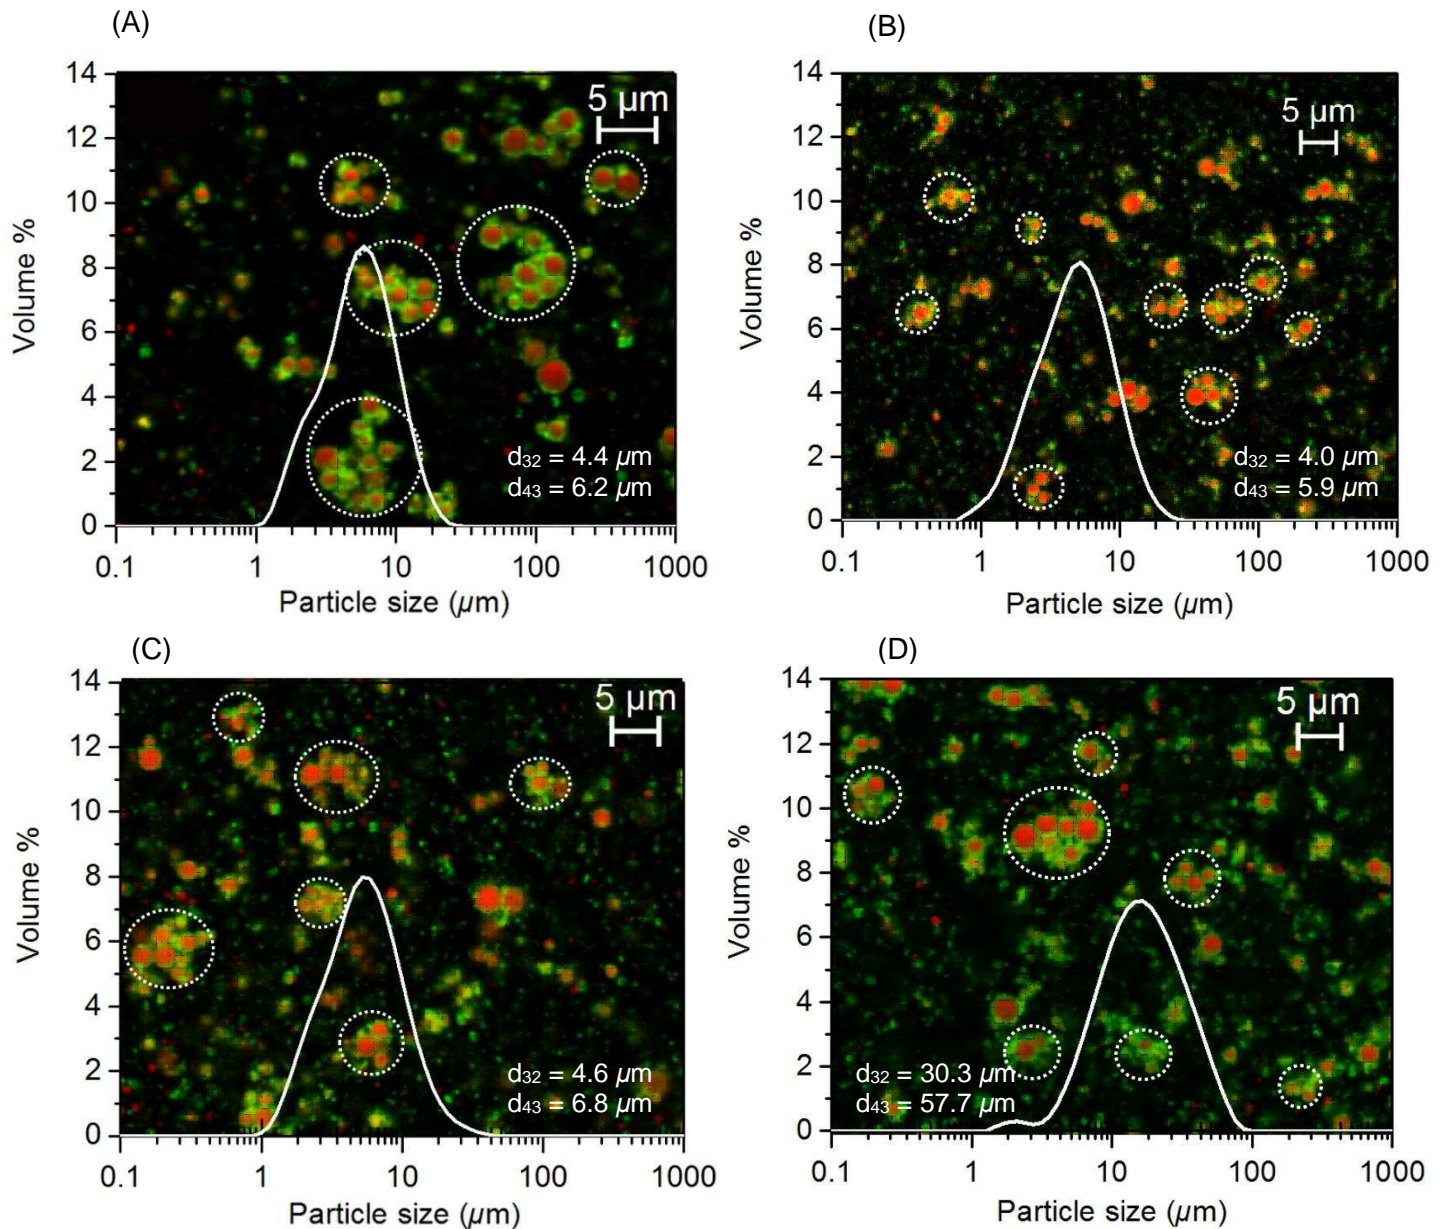 (A)
14
12
10
8
6
4
2
0
Volume %
5 µm
d₃₂ = 4.4 µm
d₄₃ = 6.2 µm
0.1 1 10 100 1000
Particle size (µm)
(B)
14
12
10
8
6
4
2
0
Volume %
5 µm
d₃₂ = 4.0 µm
d₄₃ = 5.9 µm
0.1 1 10 100 1000
Particle size (µm)
(C)
14
12
10
8
6
4
2
0
Volume %
5 µm
d₃₂ = 4.6 µm
d₄₃ = 6.8 µm
0.1 1 10 100 1000
Particle size (µm)
(D)
14
12
10
8
6
4
2
0
Volume %
5 µm
d₃₂ = 30.3 µm
d₄₃ = 57.7 µm
0.1 1 10 100 1000
Particle size (µm)